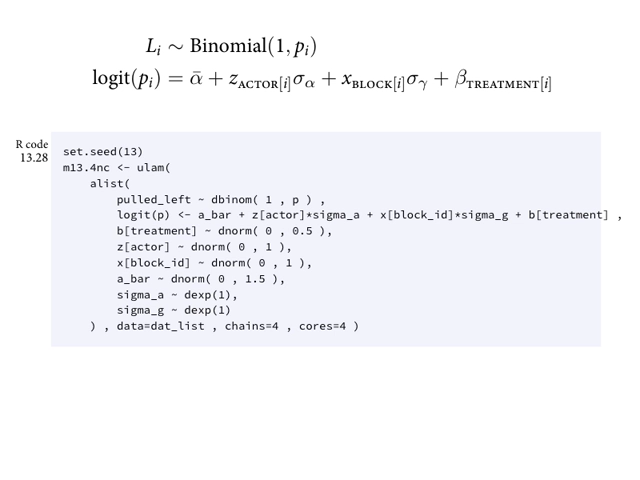 Lᵢ ~ Binomial(1, pᵢ)
logit(pᵢ) = ᾱ + z_ACTOR[i]σ_α + x_BLOCK[i]σ_γ + β_TREATMENT[i]
R code
13.28
set.seed(13)
m13.4nc <- ulam(
    alist(
        pulled_left ~ dbinom( 1 , p ) ,
        logit(p) <- a_bar + z[actor]*sigma_a + x[block_id]*sigma_g + b[treatment] ,
        b[treatment] ~ dnorm( 0 , 0.5 ),
        z[actor] ~ dnorm( 0 , 1 ),
        x[block_id] ~ dnorm( 0 , 1 ),
        a_bar ~ dnorm( 0 , 1.5 ),
        sigma_a ~ dexp(1),
        sigma_g ~ dexp(1)
    ) , data=dat_list , chains=4 , cores=4 )